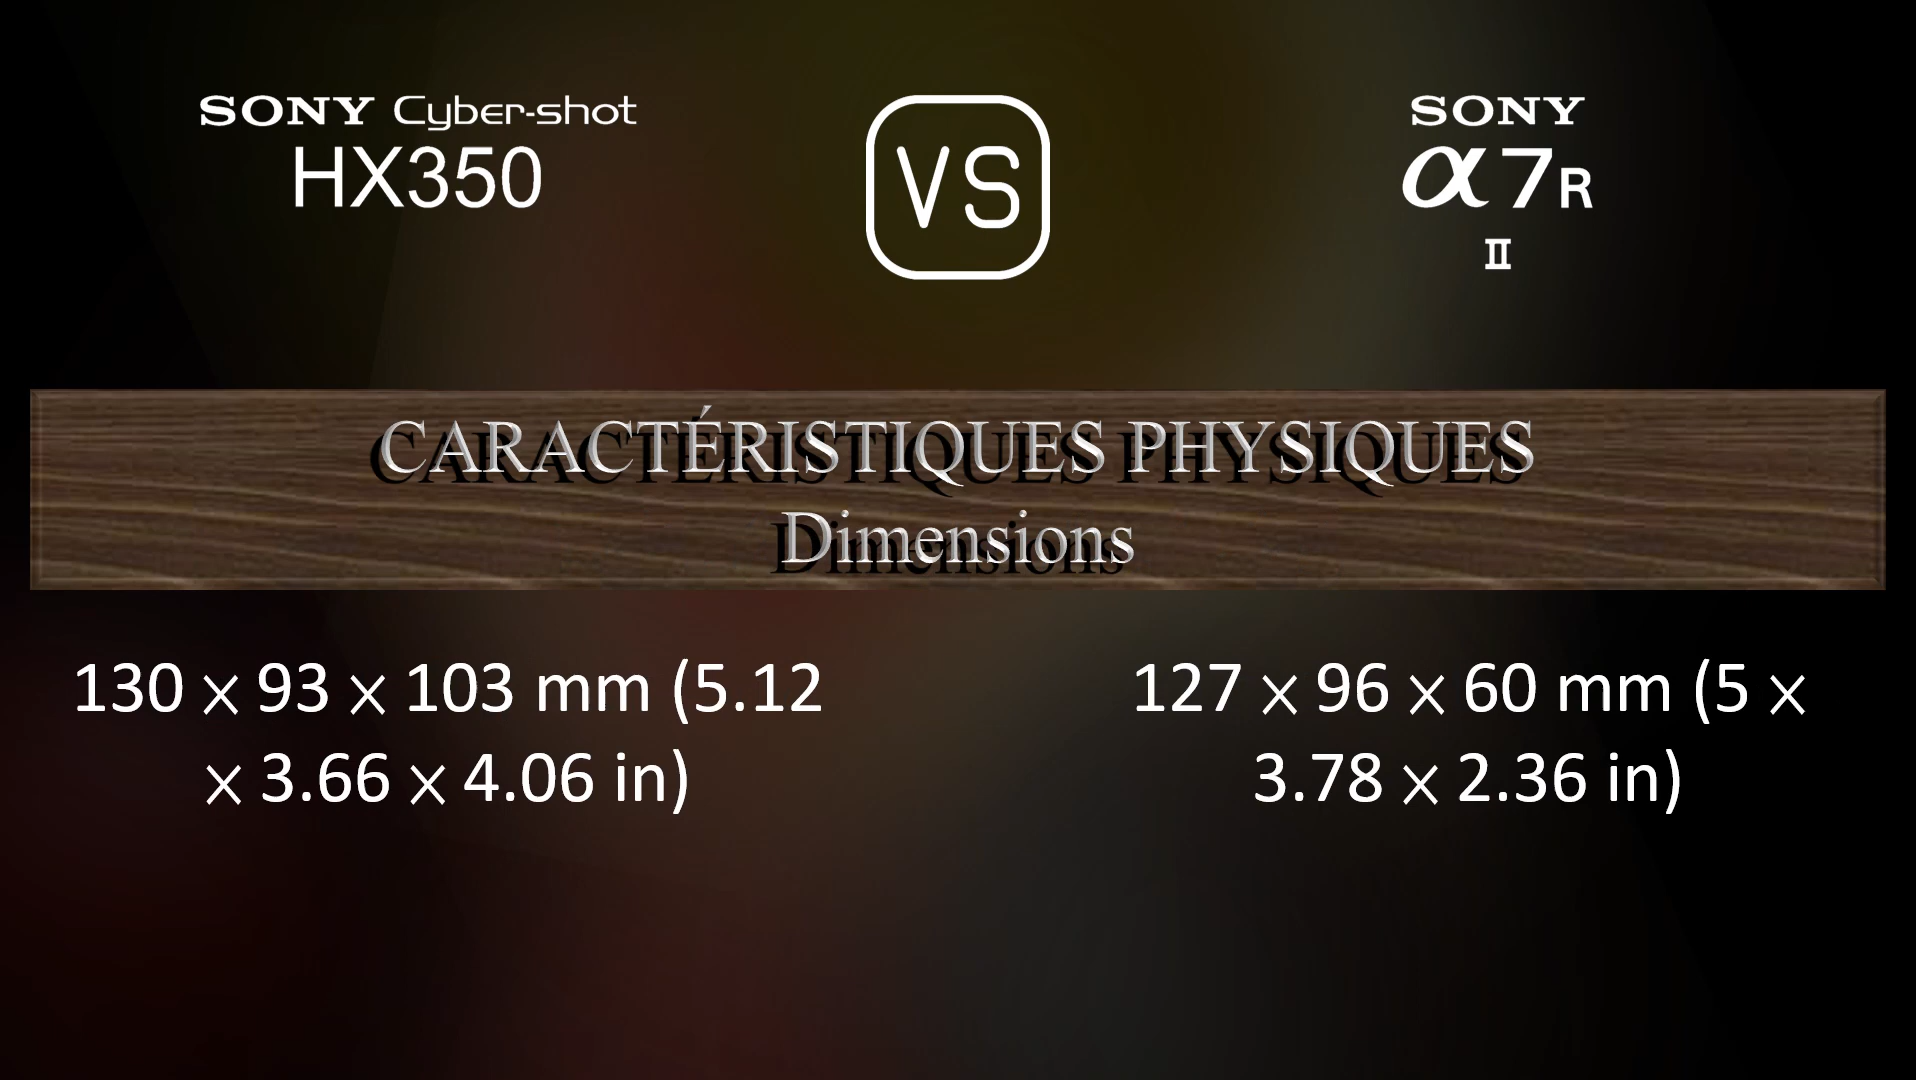 SONY Cyber-shot
HX350
VS
SONY
α7R
II
CARACTÉRISTIQUES PHYSIQUES
Dimensions
130 x 93 x 103 mm (5.12
x 3.66 x 4.06 in)
127 x 96 x 60 mm (5 x
3.78 x 2.36 in)